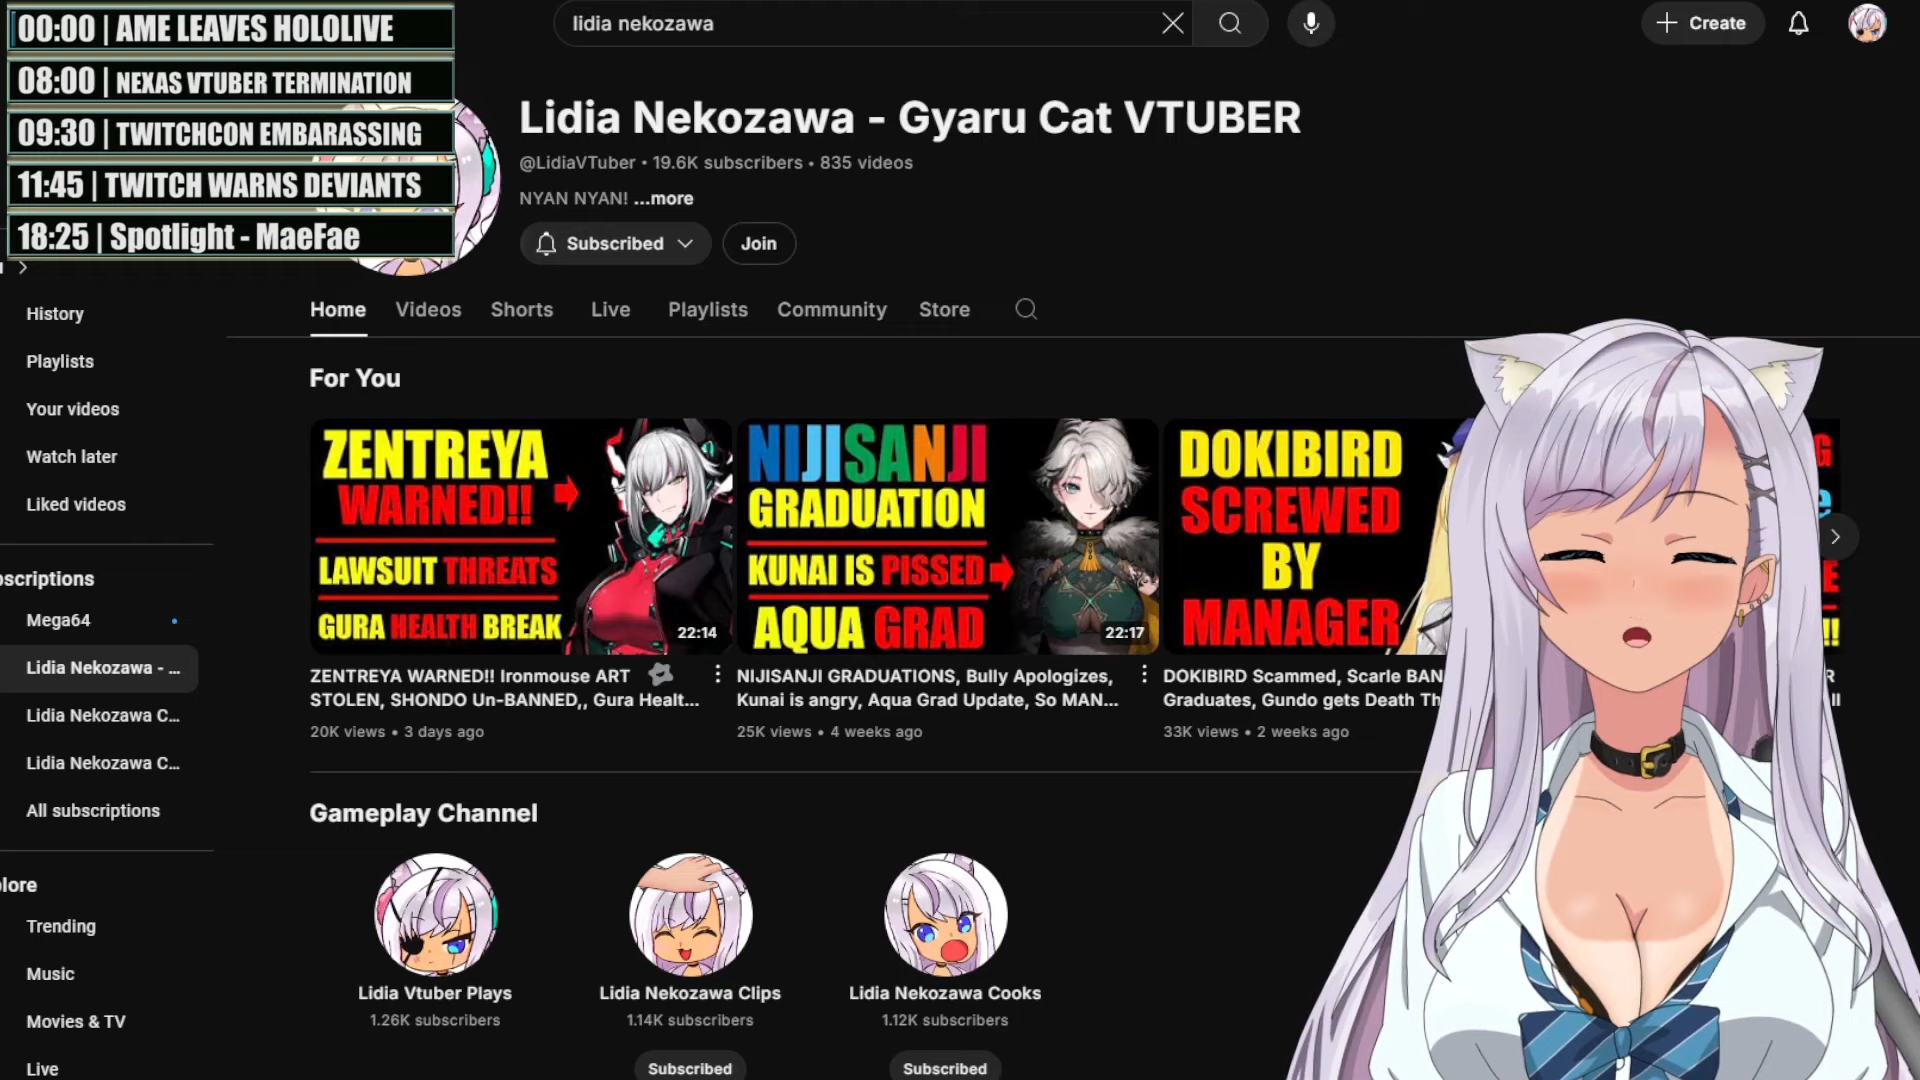 00:00 | AME LEAVES HOLOLIVE
08:00 | NEXAS VTUBER TERMINATION
09:30 | TWITCHCON EMBARASSING
11:45 | TWITCH WARNS DEVIANTS
18:25 | Spotlight - MaeFae
lidia nekozawa
Create
Lidia Nekozawa - Gyaru Cat VTUBER
@LidiaVTuber • 19.6K subscribers • 835 videos
NYAN NYAN! ...more
Subscribed
Join
History
Playlists
Your videos
Watch later
Liked videos
bscriptions
Mega64
Lidia Nekozawa - ...
Lidia Nekozawa C...
Lidia Nekozawa C...
All subscriptions
lore
Trending
Music
Movies & TV
Live
Home Videos Shorts Live Playlists Community Store
For You
ZENTREYA
WARNED!!
LAWSUIT THREATS
GURA HEALTH BREAK
22:14
ZENTREYA WARNED!! Ironmouse ART
STOLEN, SHONDO Un-BANNED,, Gura Healt...
20K views • 3 days ago
NIJISANJI
GRADUATION
KUNAI IS PISSED
AQUA GRAD
22:17
NIJISANJI GRADUATIONS, Bully Apologizes,
Kunai is angry, Aqua Grad Update, So MAN...
25K views • 4 weeks ago
DOKIBIRD
SCREWED
BY
MANAGER
DOKIBIRD Scammed, Scarle BAN
Graduates, Gundo gets Death Th
33K views • 2 weeks ago
Gameplay Channel
Lidia Vtuber Plays
1.26K subscribers
Lidia Nekozawa Clips
1.14K subscribers
Subscribed
Lidia Nekozawa Cooks
1.12K subscribers
Subscribed